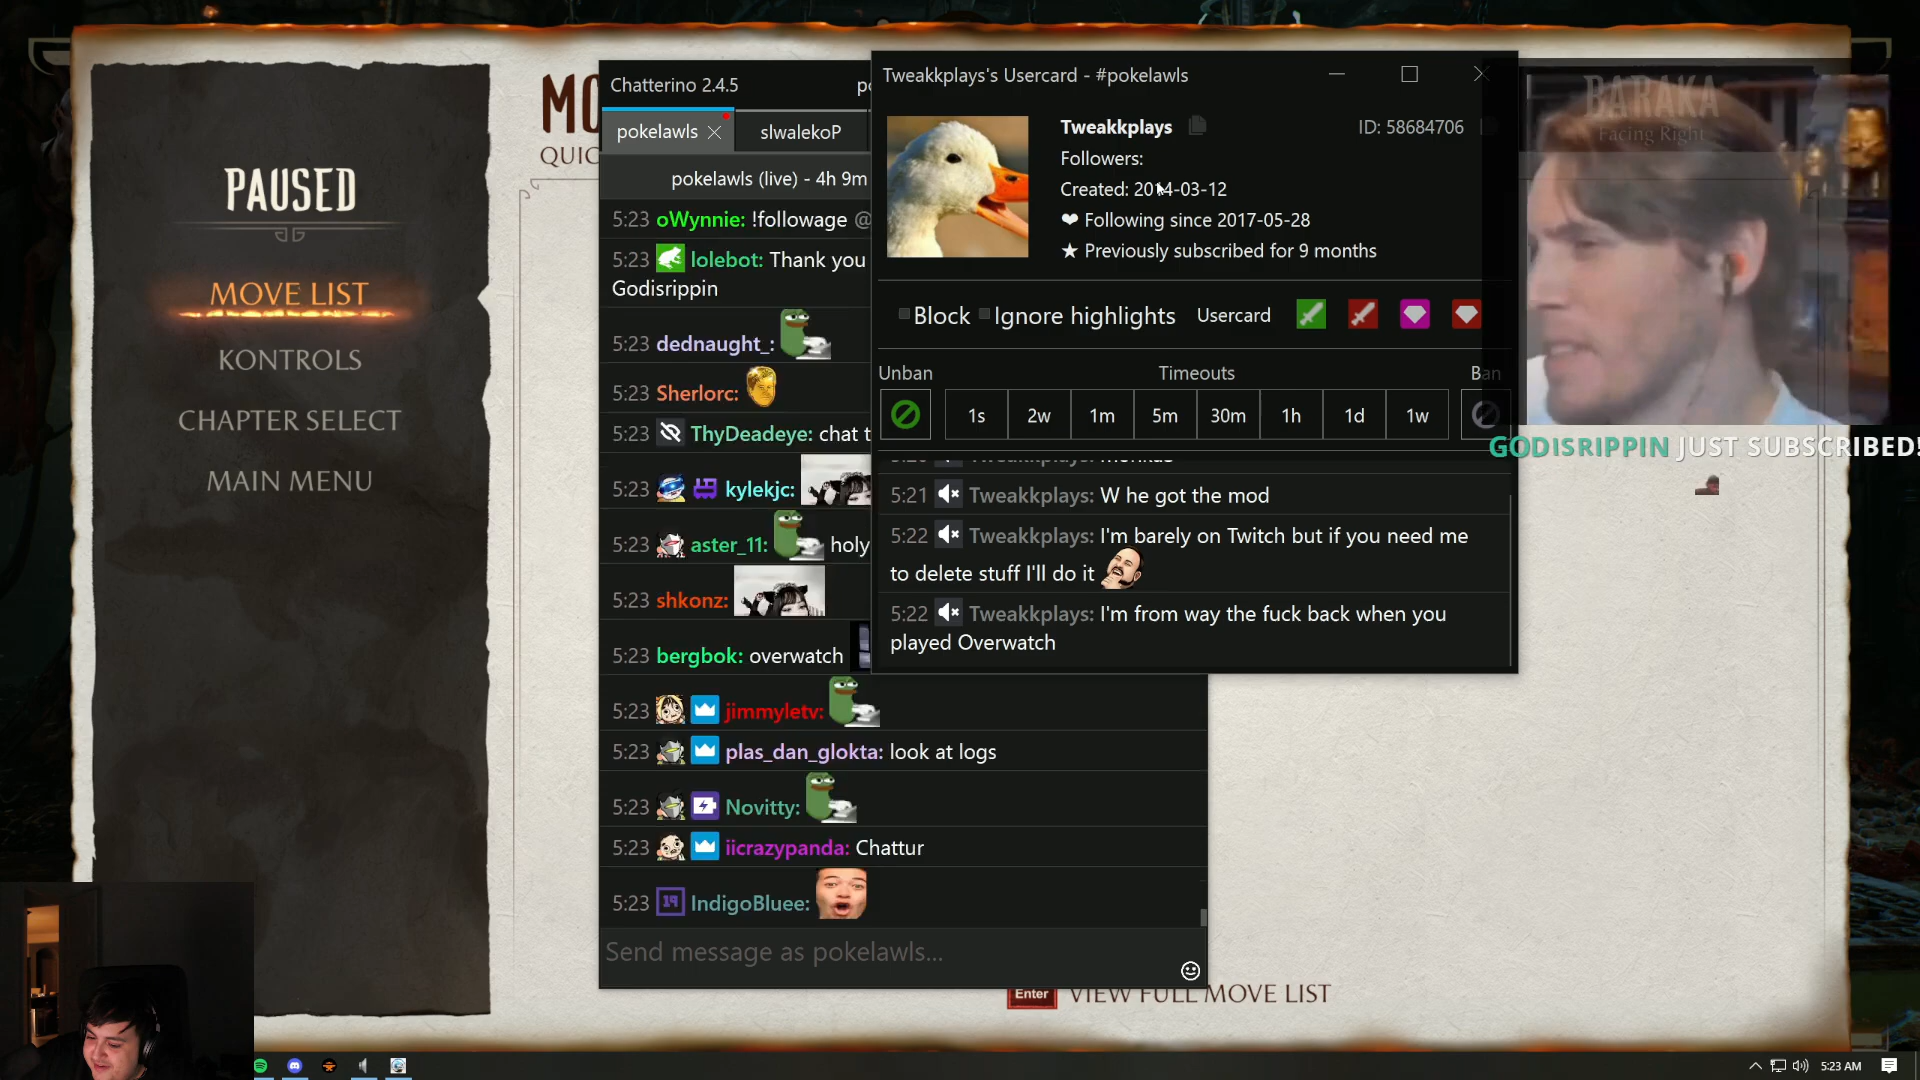 PAUSED
MOVE LIST
KONTROLS
CHAPTER SELECT
MAIN MENU
Chatterino 2.4.5
pokelawls
slwalekoP
pokelawls (live) - 4h 9m
5:23 oWynnie: !followage @
5:23 lolebot: Thank you
Godisrippin
5:23 dednaught_:
5:23 Sherlorc:
5:23 ThyDeadeye: chat t
5:23 kylekjc:
5:23 aster_11: holy
5:23 shkonz:
5:23 bergbok: overwatch
5:23 jimmyletv:
5:23 plas_dan_glokta: look at logs
5:23 Novitty:
5:23 iicrazypanda: Chattur
5:23 19 IndigoBluee:
Send message as pokelawls...
Tweakkplays's Usercard - #pokelawls
Tweakkplays
ID: 58684706
Followers:
Created: 2014-03-12
Following since 2017-05-28
Previously subscribed for 9 months
Block
Ignore highlights
Usercard
Unban
Timeouts
Ban
1s 2w 1m 5m 30m 1h 1d 1w
5:21 Tweakkplays: W he got the mod
5:22 Tweakkplays: I'm barely on Twitch but if you need me
to delete stuff I'll do it
5:22 Tweakkplays: I'm from way the fuck back when you
played Overwatch
BARAKA
Facing Right
GODISRIPPIN JUST SUBSCRIBED!
Enter VIEW FULL MOVE LIST
5:23 AM